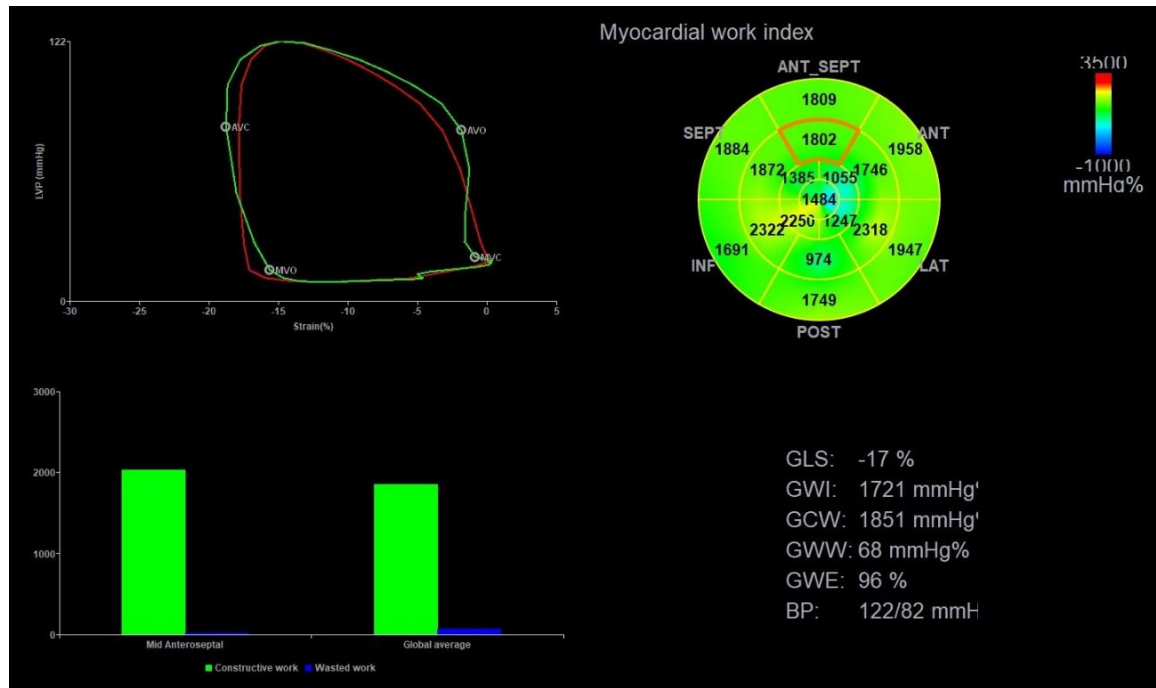 Myocardial work index
122
LVP (mmHg)
0
-30
-25
-20
-15
-10
-5
0
5
Strain(%)
AVC
AVO
MVO
MVC
ANT_SEPT
SEPT
ANT
INF
LAT
POST
1809
1802
1884
1958
1872
1385
1055
1746
1484
2322
2250
1247
2318
1691
974
1947
1749
3500
-1000
mmHg%
3000
2000
1000
0
Mid Anteroseptal
Global average
Constructive work
Wasted work
GLS: -17 %
GWI: 1721 mmHg%
GCW: 1851 mmHg%
GWW: 68 mmHg%
GWE: 96 %
BP: 122/82 mmH